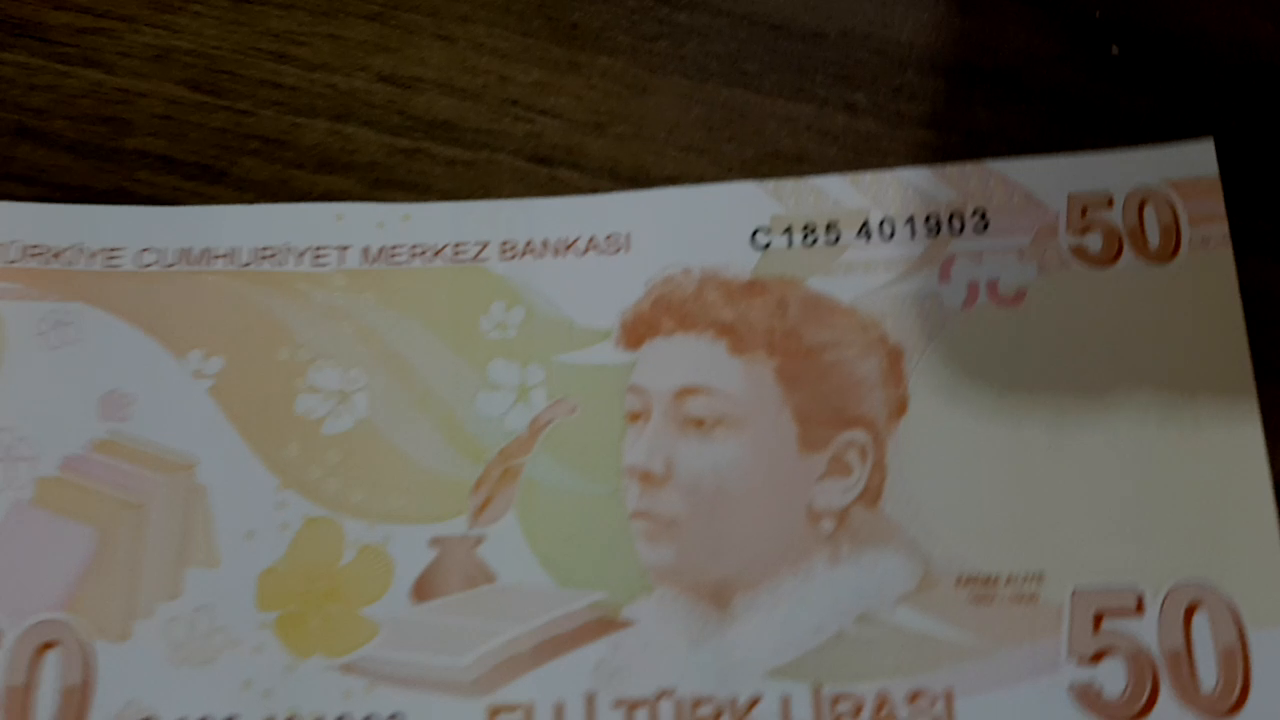 TÜRKİYE CUMHURİYET MERKEZ BANKASI
C185 401903
50
50
ELLİ TÜRK LİRASI